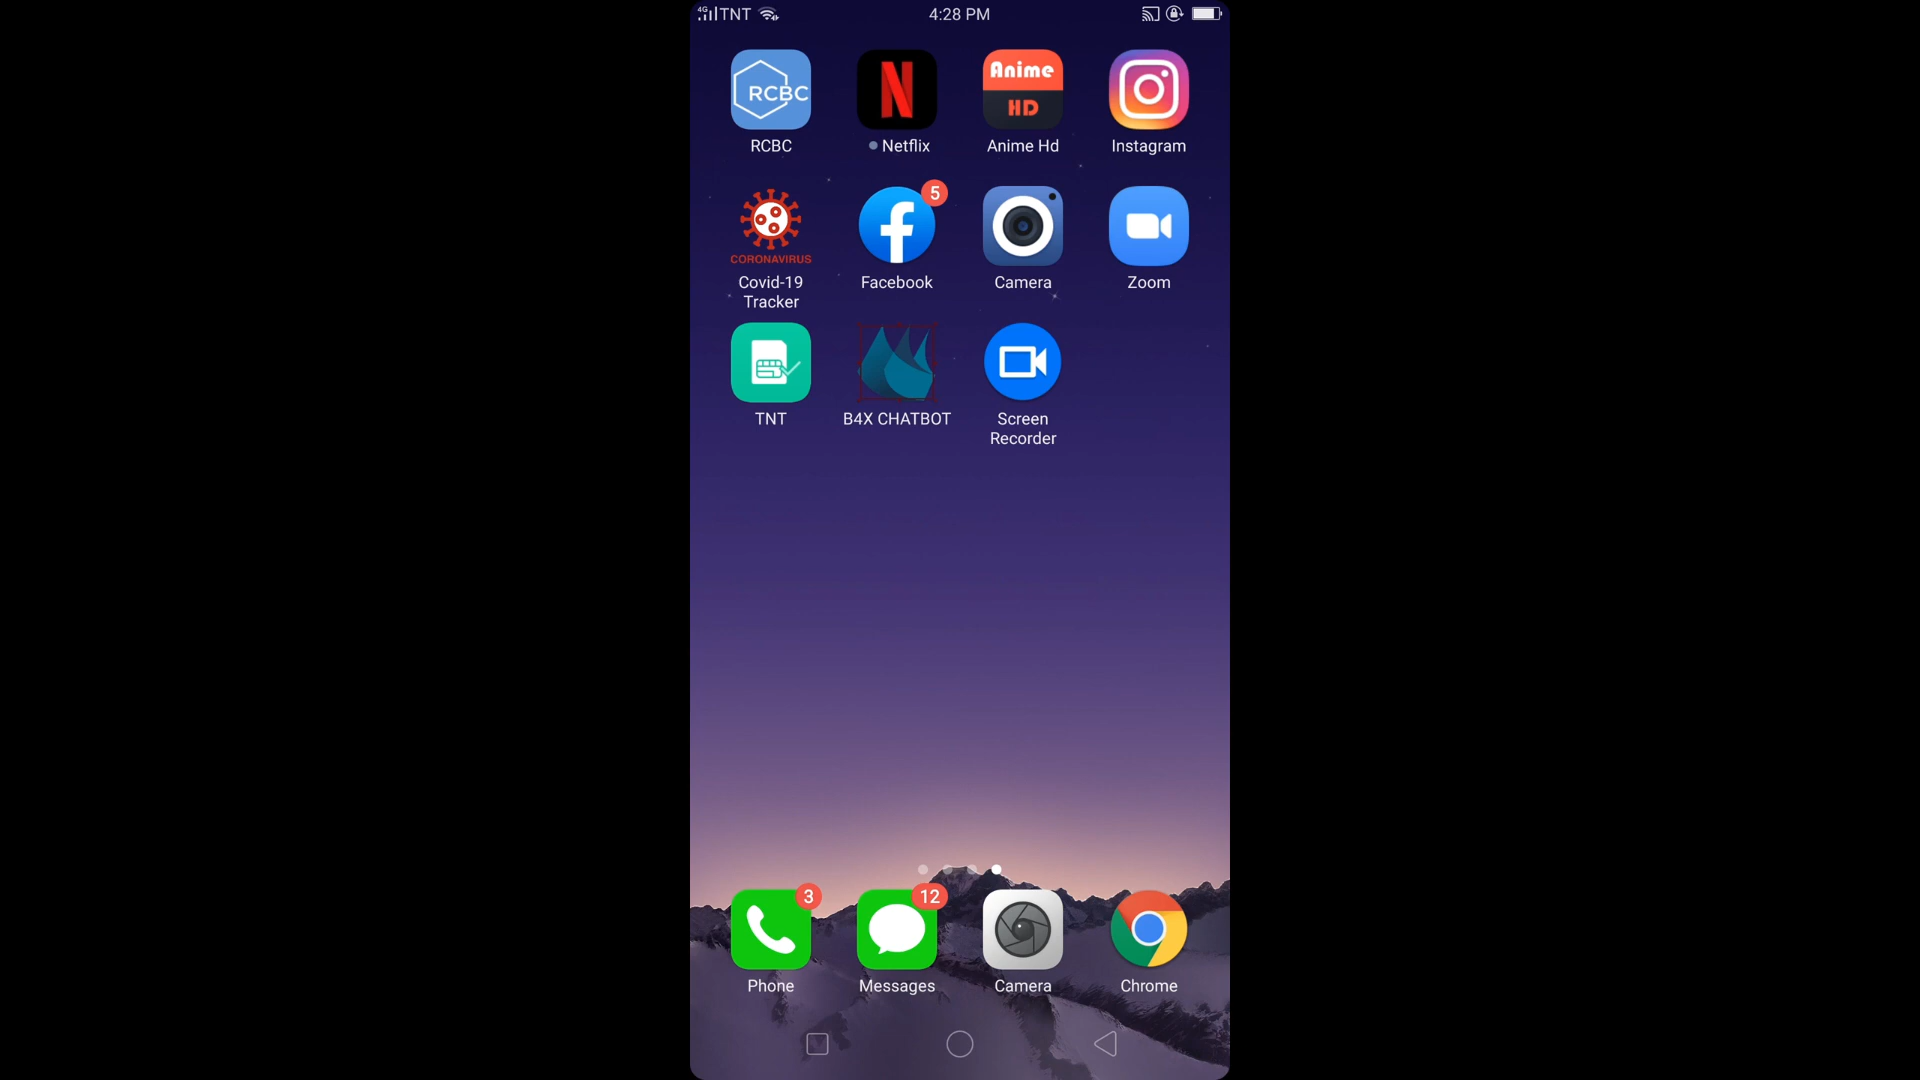 4G TNT 4:28 PM
RCBC
N
Anime
HD
RCBC Netflix Anime Hd Instagram
5
CORONAVIRUS
Covid-19
Tracker
Facebook Camera Zoom
TNT B4X CHATBOT Screen
Recorder
3 12
Phone Messages Camera Chrome